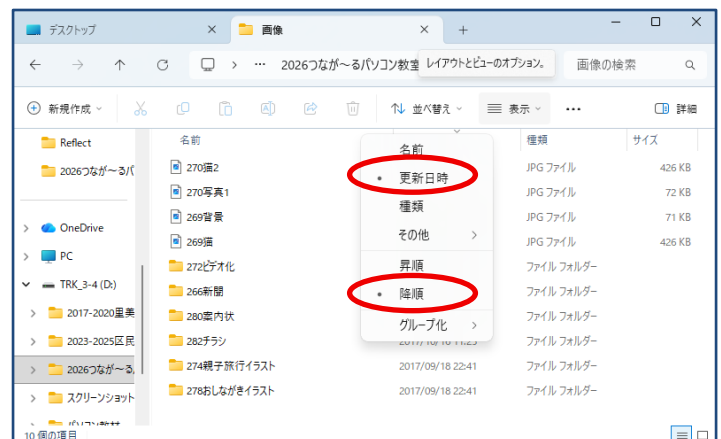 デスクトップ
画像
2026つなが～るパソコン教室
レイアウトとビューのオプション。
画像の検索
新規作成
並べ替え
表示
詳細
Reflect
2026つなが～るパ
OneDrive
PC
TRK_3-4 (D:)
2017-2020里美
2023-2025区民
2026つなが～る
スクリーンショット
名前
種類
サイズ
270猫2
JPG ファイル
426 KB
270写真1
JPG ファイル
72 KB
269背景
JPG ファイル
71 KB
269猫
JPG ファイル
426 KB
272ビデオ化
ファイル フォルダー
266新聞
ファイル フォルダー
280案内状
ファイル フォルダー
282チラシ
ファイル フォルダー
274親子旅行イラスト
2017/09/18 22:41
ファイル フォルダー
278おしながきイラスト
2017/09/18 22:41
ファイル フォルダー
名前
更新日時
種類
その他
昇順
降順
グループ化
10 個の項目